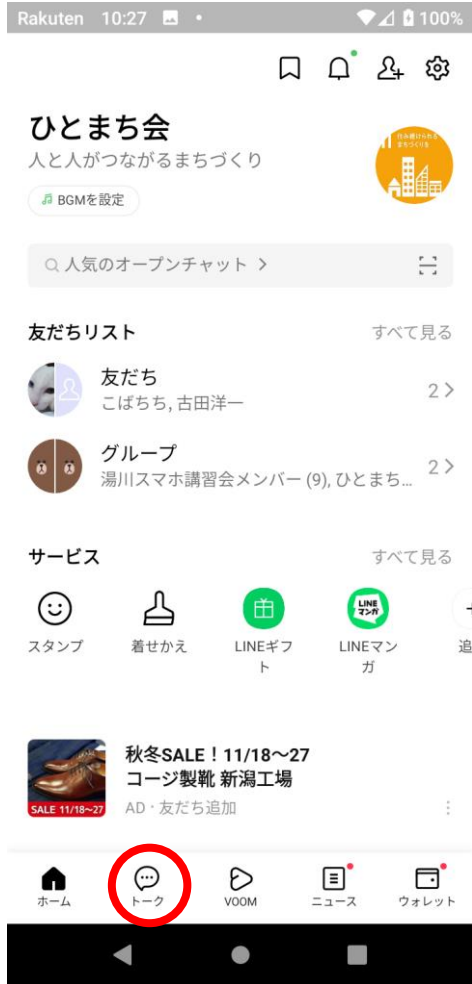 Rakuten 10:27 100%
ひとまち会
人と人がつながるまちづくり
BGMを設定
人気のオープンチャット
友だちリスト すべて見る
友だち
こばちち, 古田洋一
2
グループ
湯川スマホ講習会メンバー (9), ひとまち...
2
サービス すべて見る
スタンプ 着せかえ LINEギフト LINEマンガ 追
LINE
マンガ
秋冬SALE！11/18〜27
コージ製靴 新潟工場
SALE 11/18〜27
AD・友だち追加
ホーム トーク VOOM ニュース ウォレット